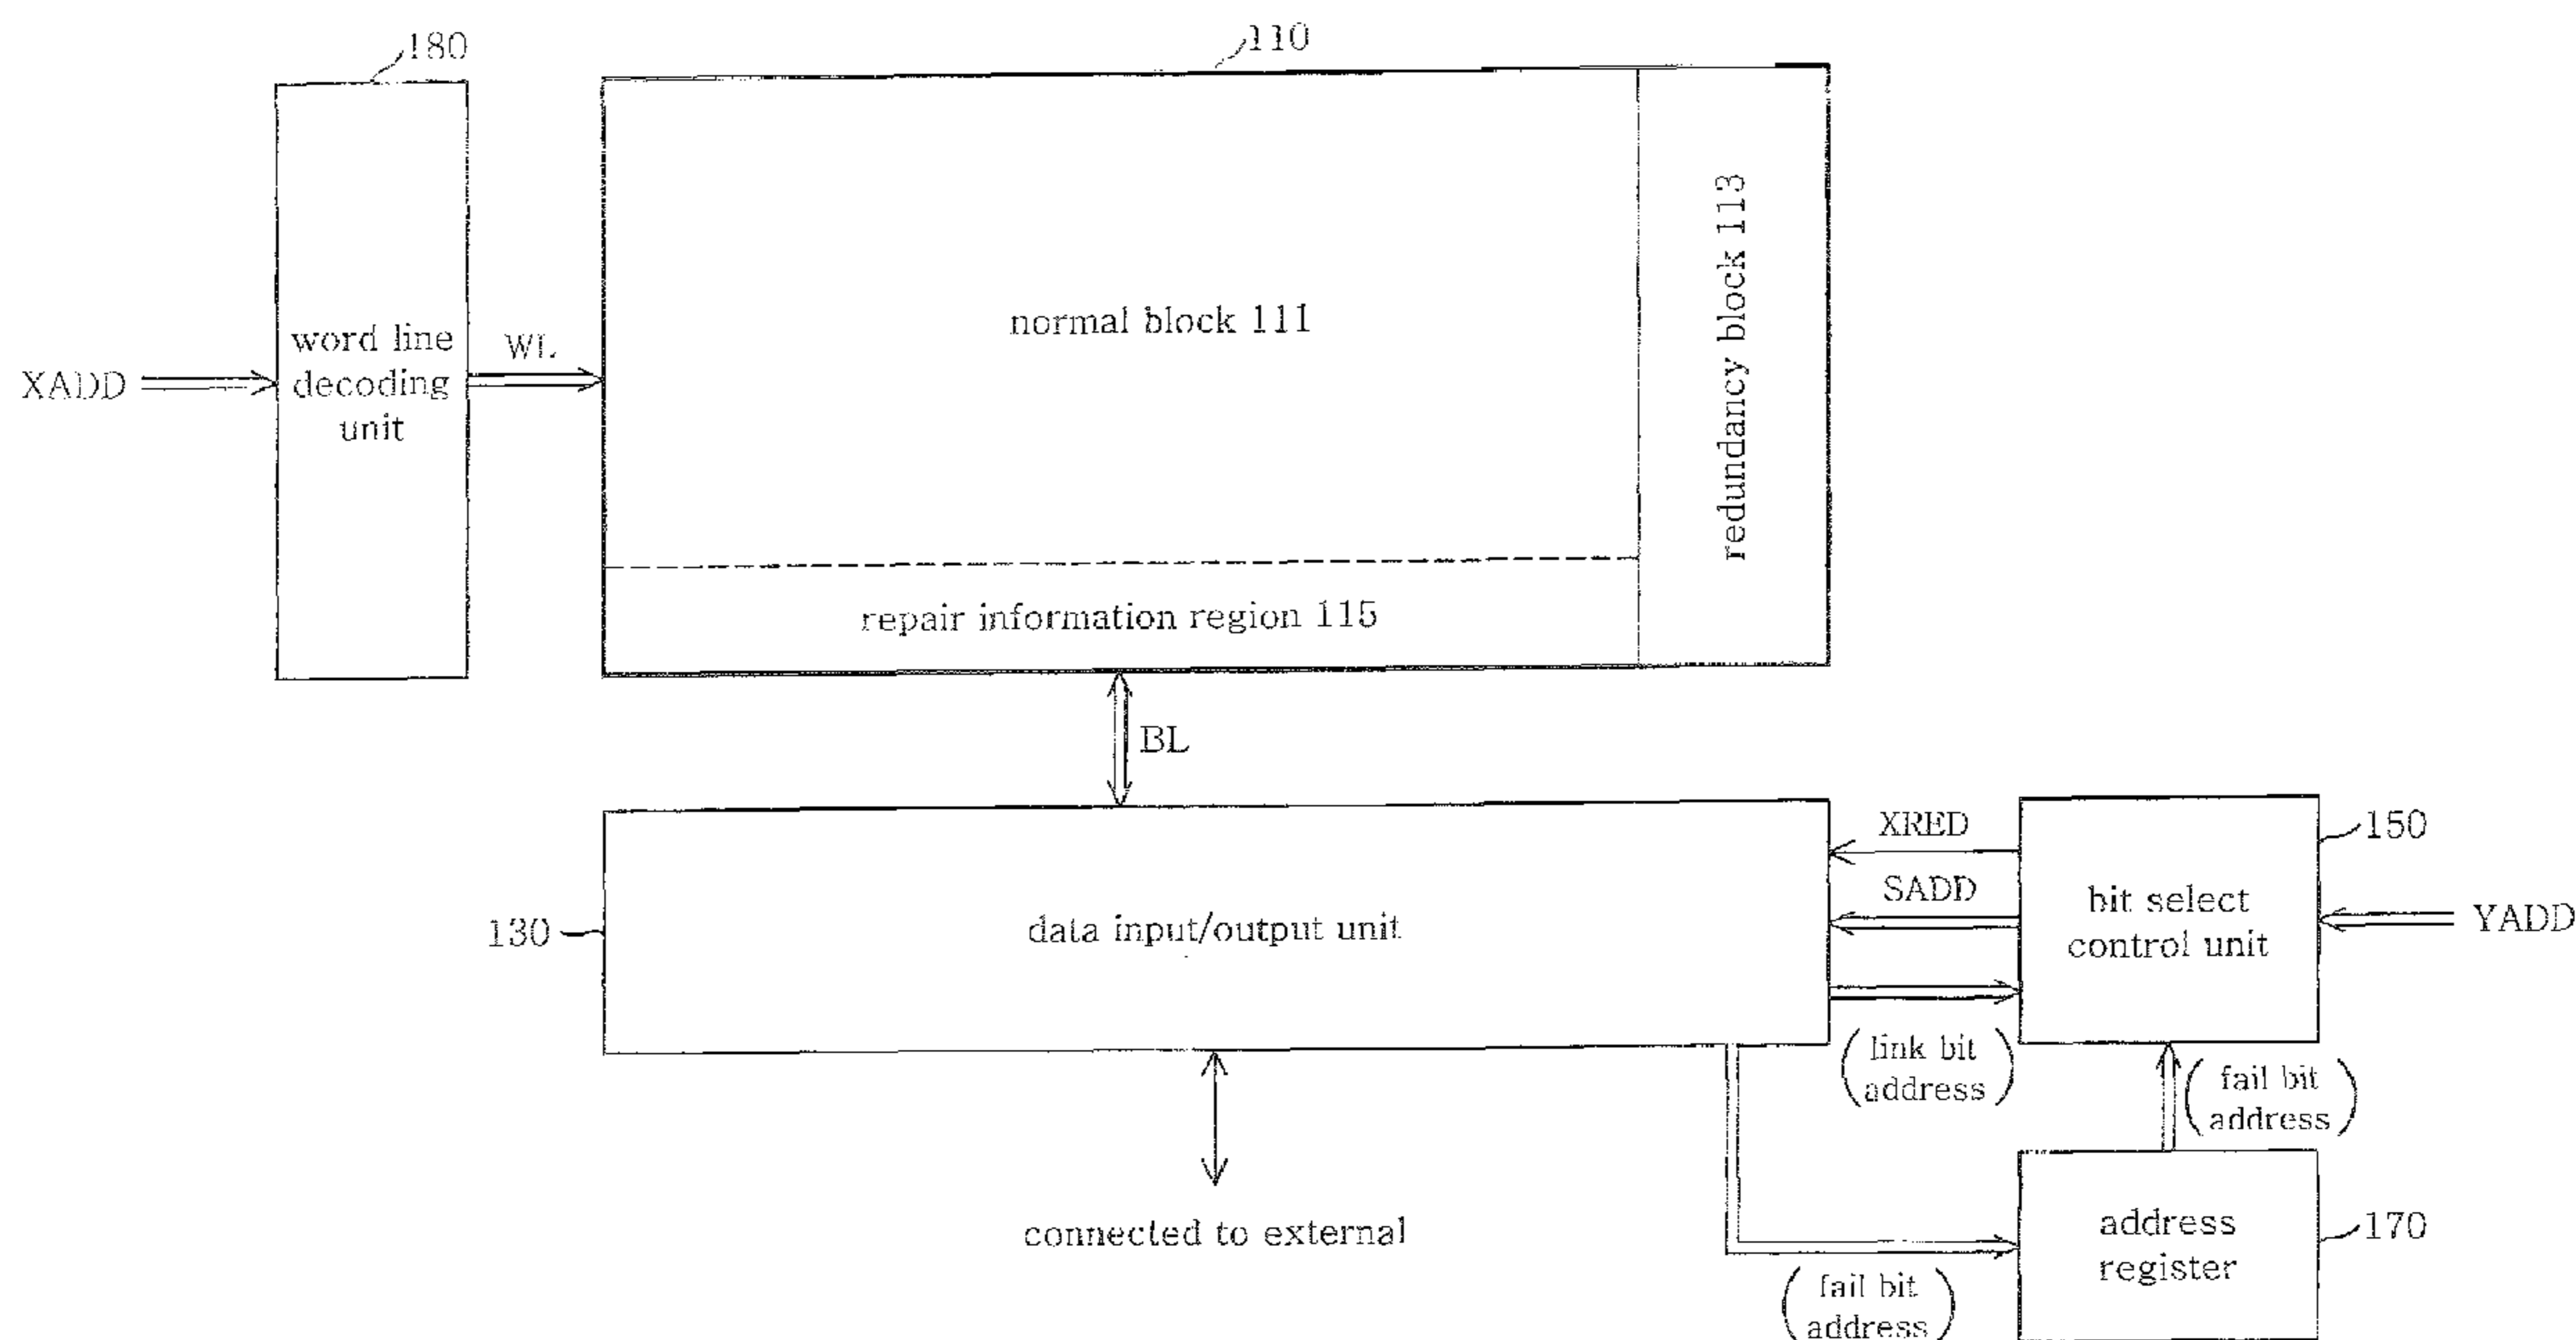 180
110
word line
decoding
unit
XADD
WL
normal block 111
redundancy block 113
repair information region 115
BL
XRED
SADD
150
bit select
control unit
YADD
130
data input/output unit
(link bit
address)
(fail bit
address)
connected to external
address
register
170
(fail bit
address)